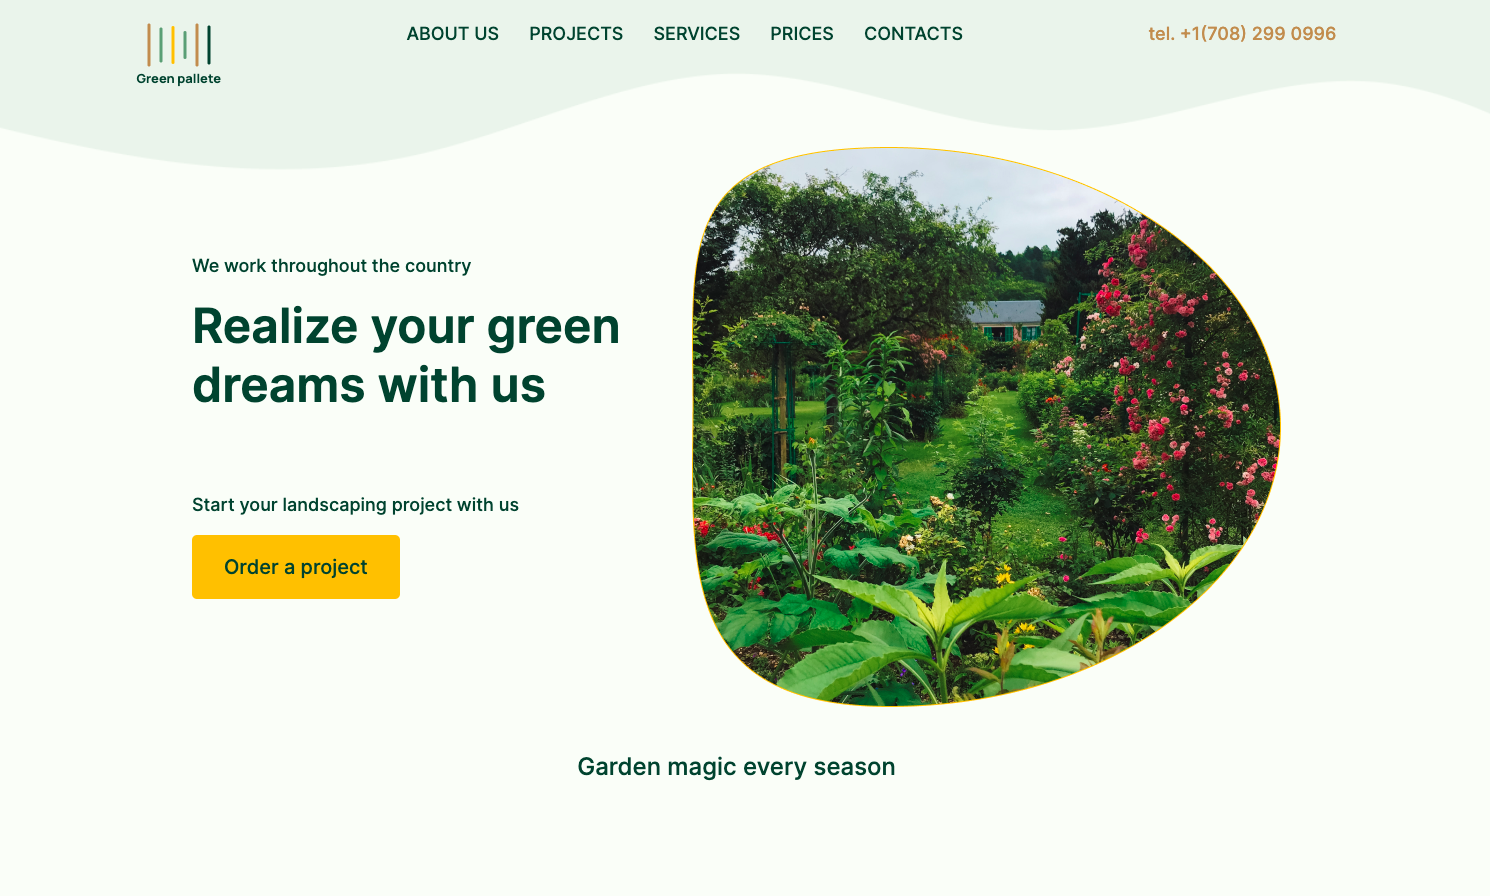 Green pallete
ABOUT US PROJECTS SERVICES PRICES CONTACTS
tel. +1(708) 299 0996
We work throughout the country
Realize your green
dreams with us
Start your landscaping project with us
Order a project
Garden magic every season